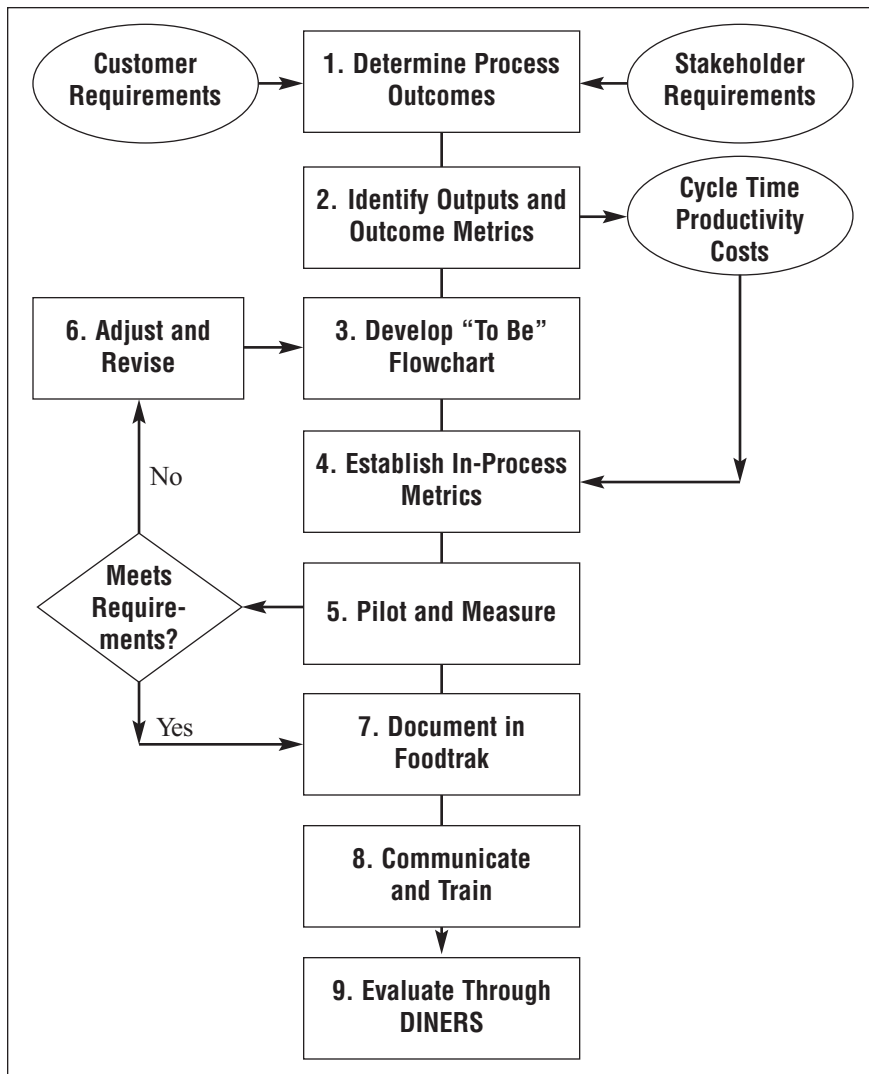 Customer
Requirements
1. Determine Process
Outcomes
Stakeholder
Requirements
2. Identify Outputs and
Outcome Metrics
Cycle Time
Productivity
Costs
6. Adjust and
Revise
3. Develop “To Be”
Flowchart
No
4. Establish In-Process
Metrics
Meets
Require-
ments?
5. Pilot and Measure
Yes
7. Document in
Foodtrak
8. Communicate
and Train
9. Evaluate Through
DINERS